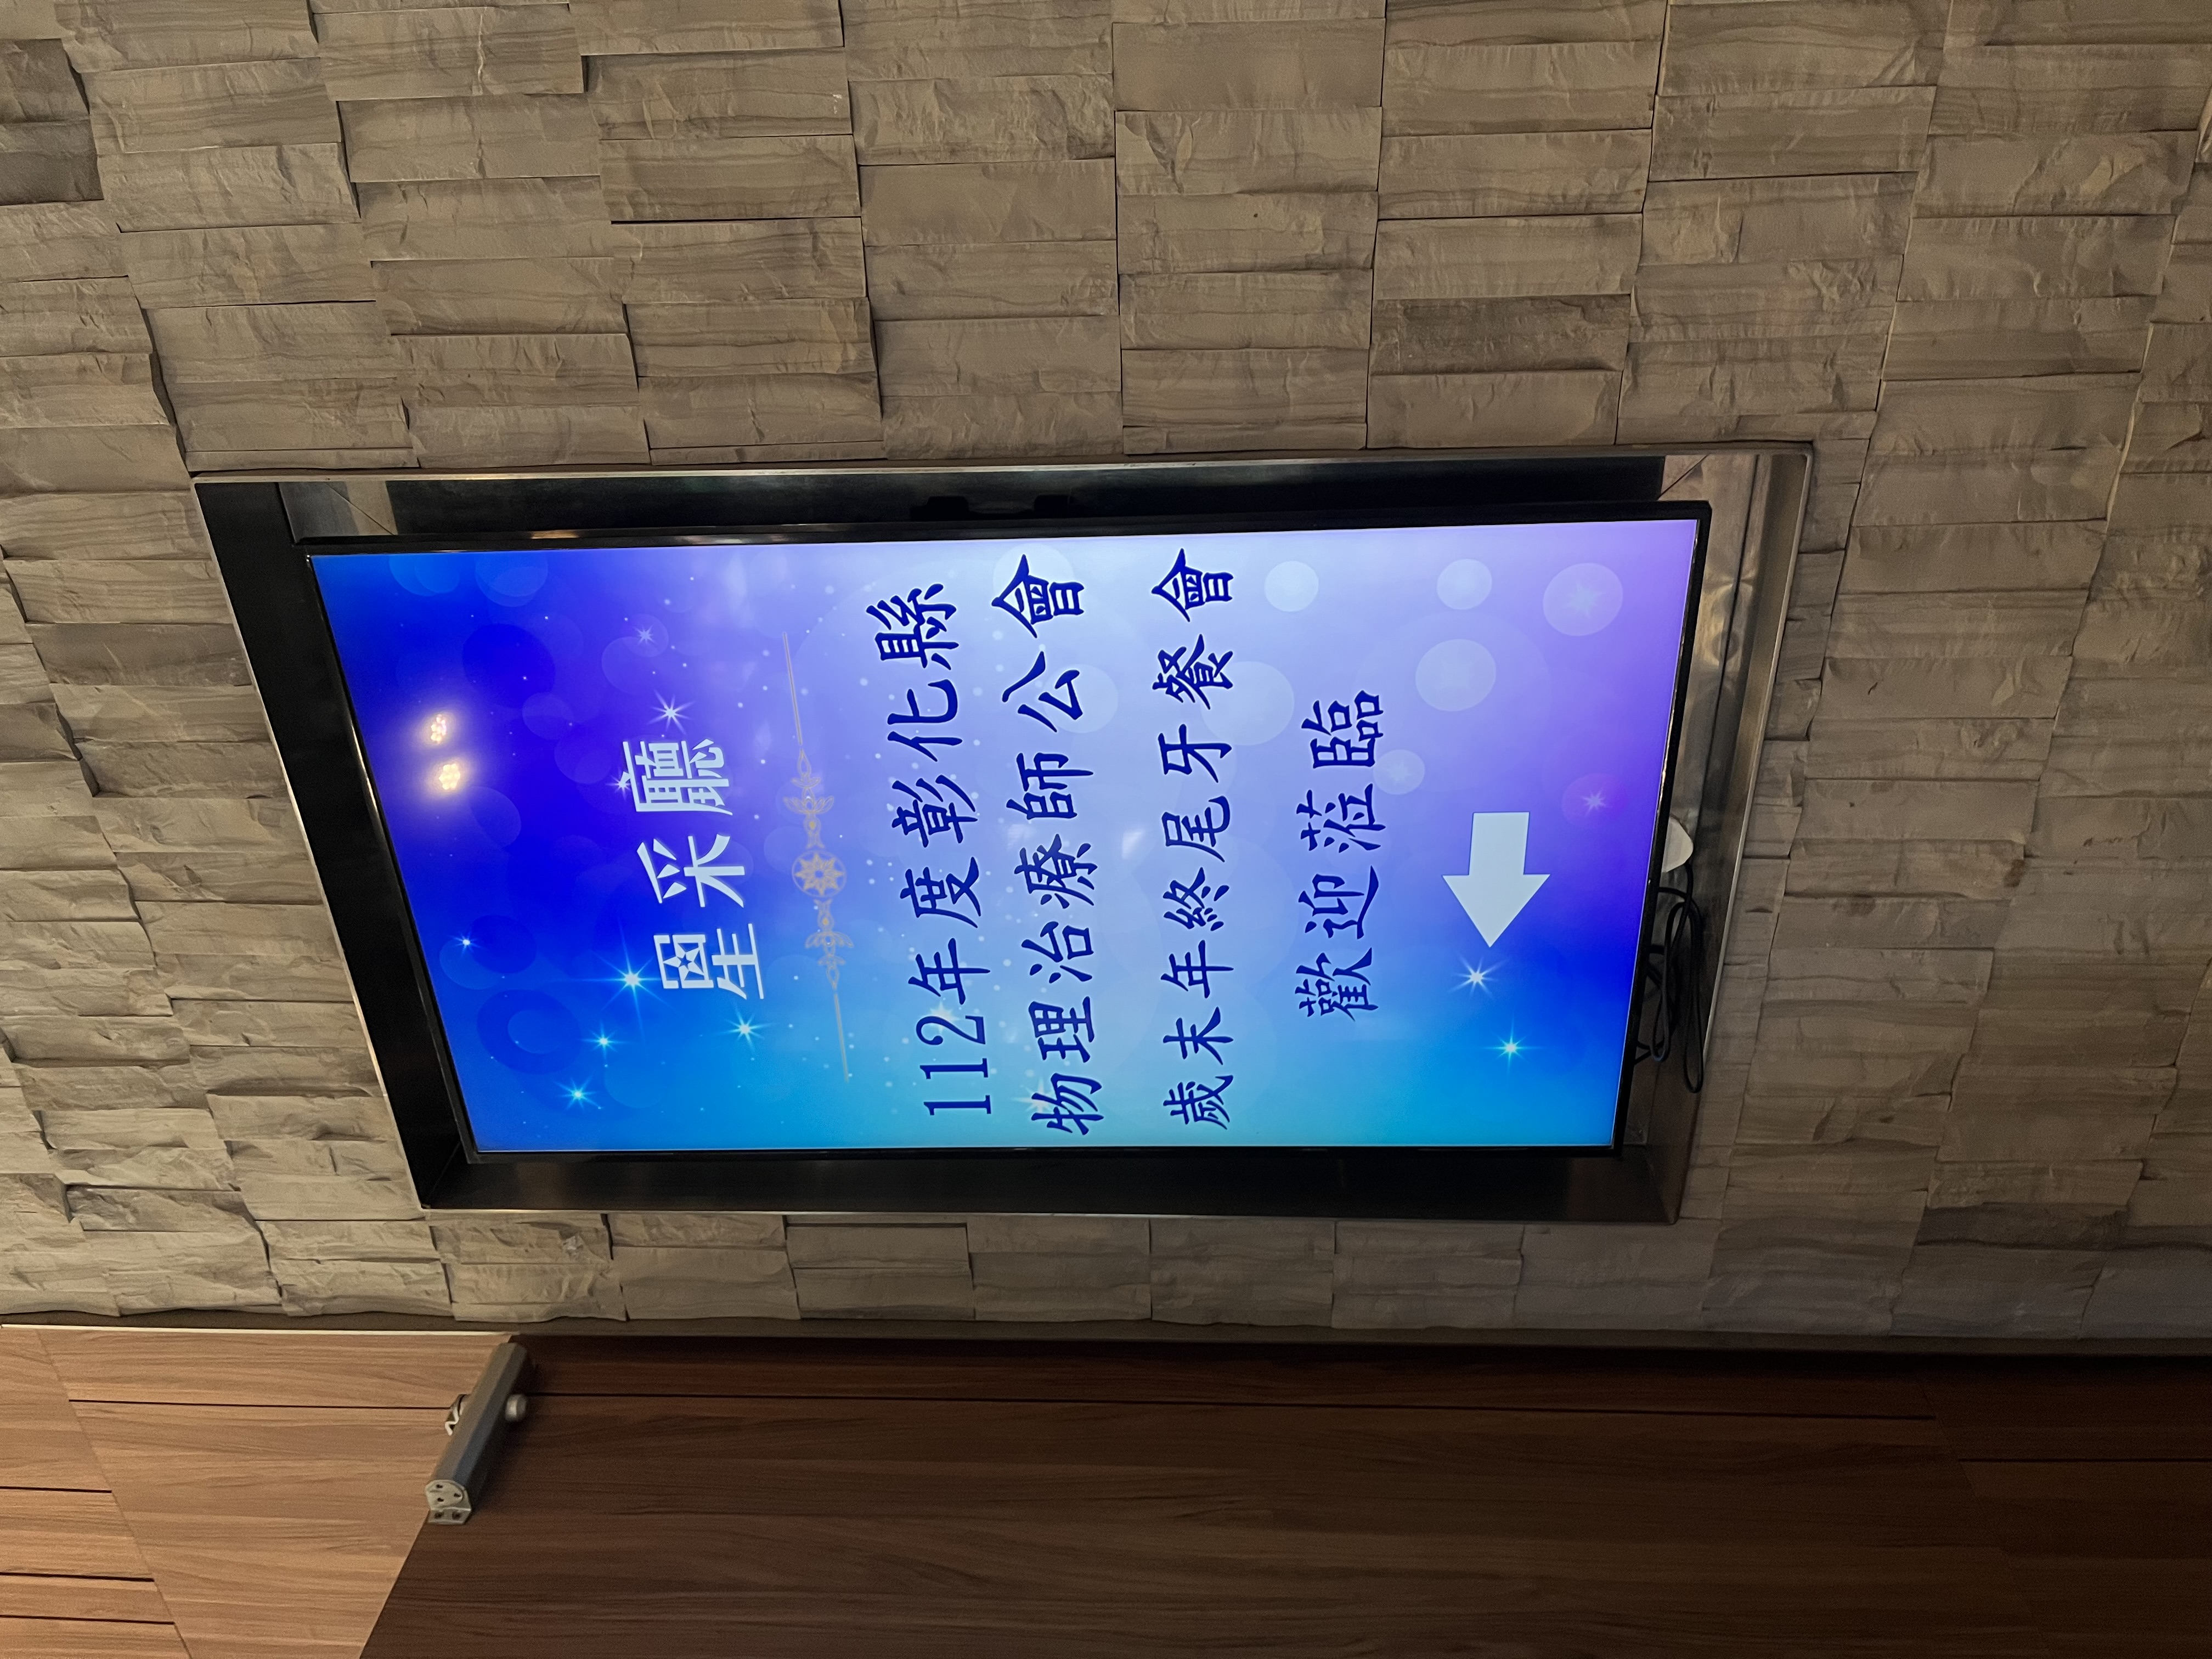 星采廳
112年度彰化縣
物理治療師公會
歲末年終尾牙餐會
歡迎蒞臨